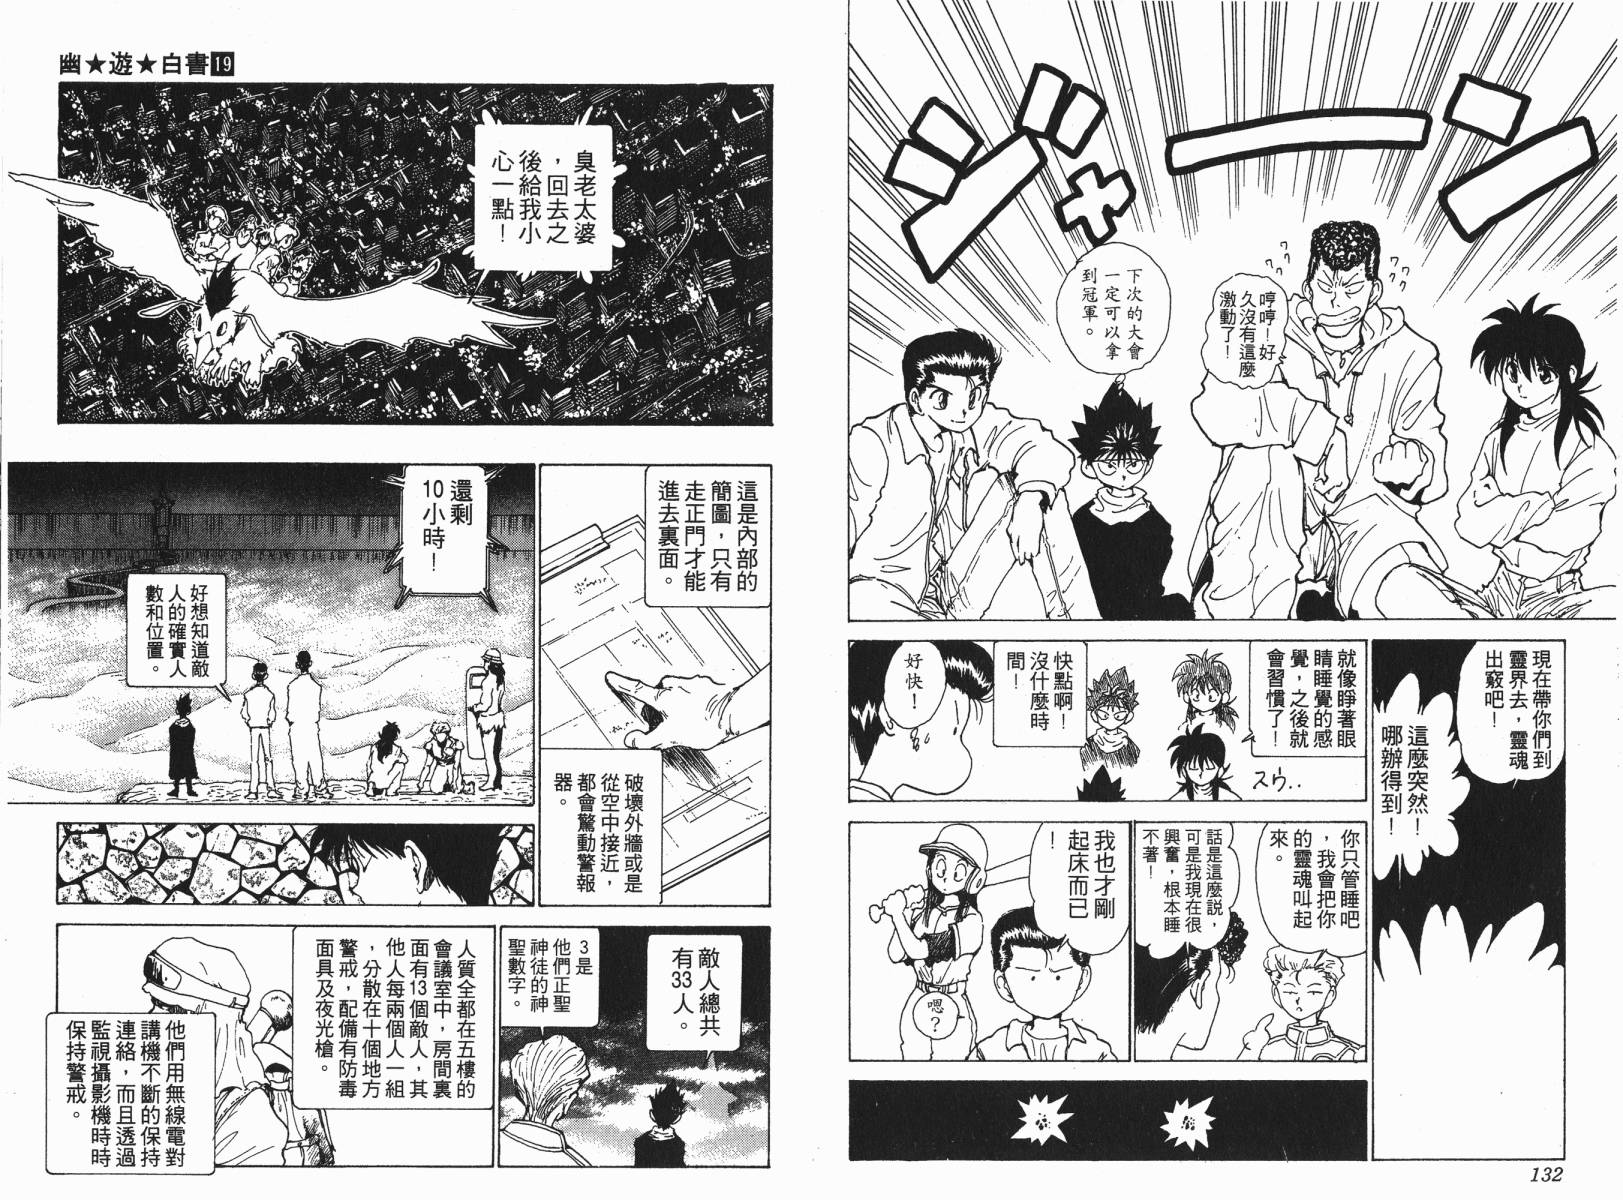 ジャーン
哼哼！好
久沒有這麼
激動了！
下次的大會
一定可以拿
到冠軍。
現在帶你們到
靈界去，靈魂
出竅吧！
這麼突然！
哪辦得到！
就像睜著眼
睛睡覺的感
覺，之後就
會習慣了！
スウ..
快點啊！
沒什麼時
間！
好快！
你只管睡吧
，我會把你
的靈魂叫起
來。
話是這麼說，
可是我現在很
興奮，根本睡
不著！
我也才剛
起床而已
！
嗯？
132
幽★遊★白書19
臭老太婆
，回去之
後給我小
心一點！
這是內部的
簡圖，只有
走正門才能
進去裏面。
破壞外牆或是
從空中接近，
都會驚動警報
器。
還剩
10小時！
好想知道敵
人的確實人
數和位置。
敵人總共
有33人。
3是
他們正聖
神徒的神
聖數字。
人質全都在五樓的
會議室中，房間裏
面有13個敵人，其
他人每兩個人一組
，分散在十個地方
警戒，配備有防毒
面具及夜光槍。
他們用無線電對
講機不斷的保持
連絡，而且透過
監視攝影機時時
保持警戒。